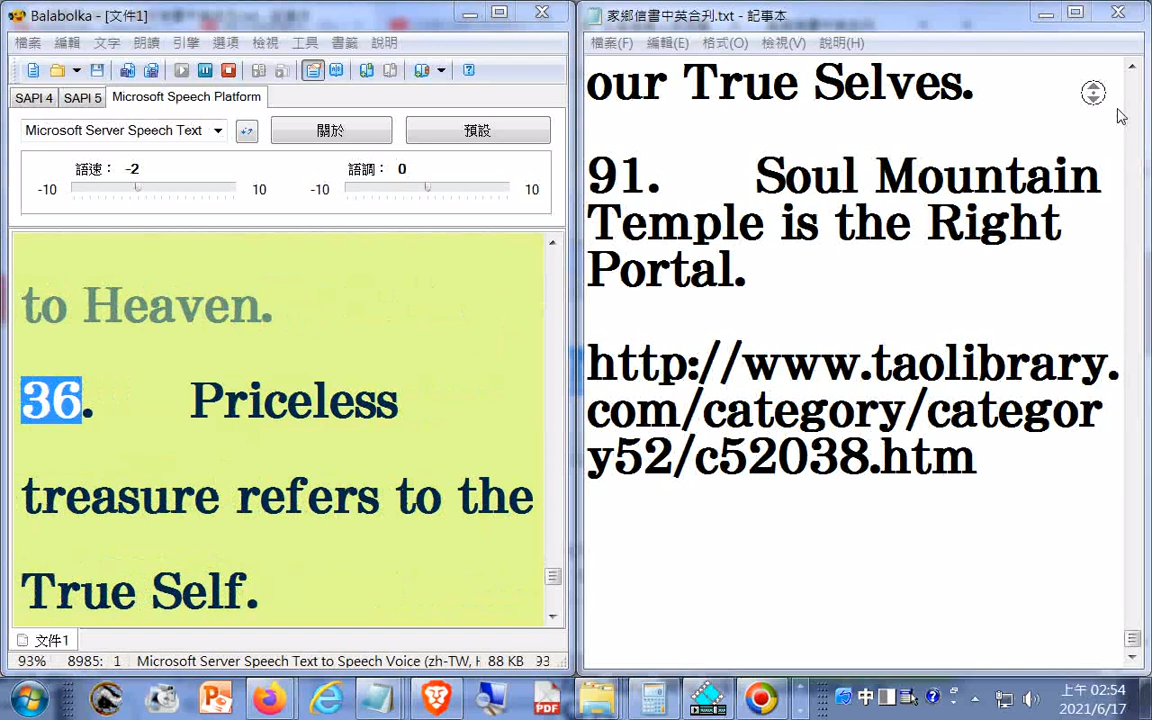 Balabolka - [文件1]
檔案 編輯 文字 朗讀 引擎 選項 檢視 工具 書籤 說明
SAPI 4 SAPI 5 Microsoft Speech Platform
Microsoft Server Speech Text 關於 預設
語速： -2 語調： 0
-10 10 -10 10
to Heaven.
36. Priceless
treasure refers to the
True Self.
文件1
93% 8985: 1 Microsoft Server Speech Text to Speech Voice (zh-TW, H 88 KB 93
家鄉信書中英合刋.txt - 記事本
檔案(F) 編輯(E) 格式(O) 檢視(V) 說明(H)
our True Selves.
91. Soul Mountain
Temple is the Right
Portal.
http://www.taolibrary.
com/category/categor
y52/c52038.htm
PDF
中
上午 02:54
2021/6/17